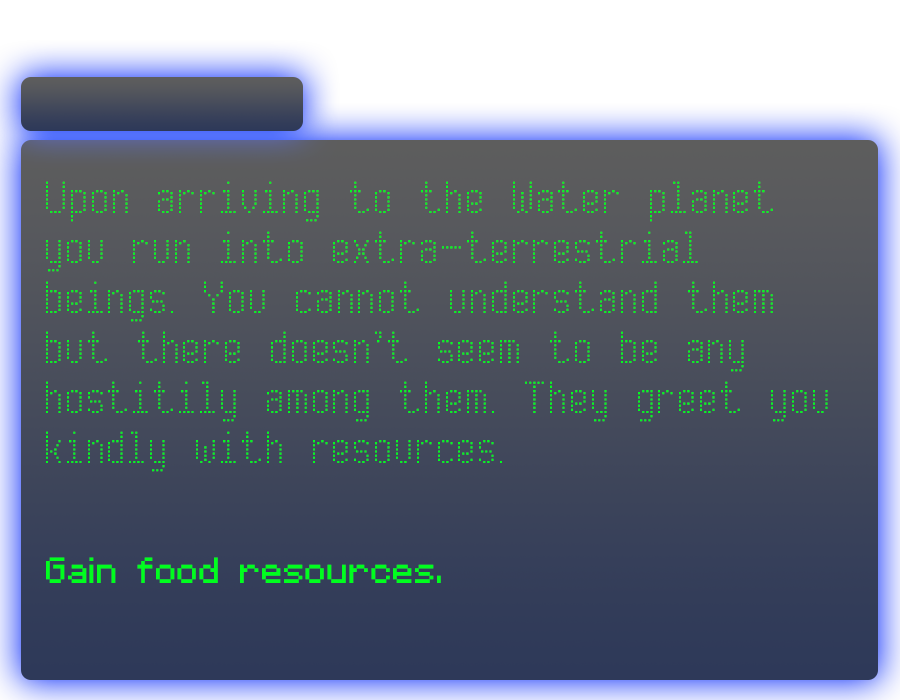 Upon arriving to the Water planet
you run into extra-terrestrial
beings. You cannot understand them
but there doesn't seem to be any
hostitily among them. They greet you
kindly with resources.
Gain food resources.